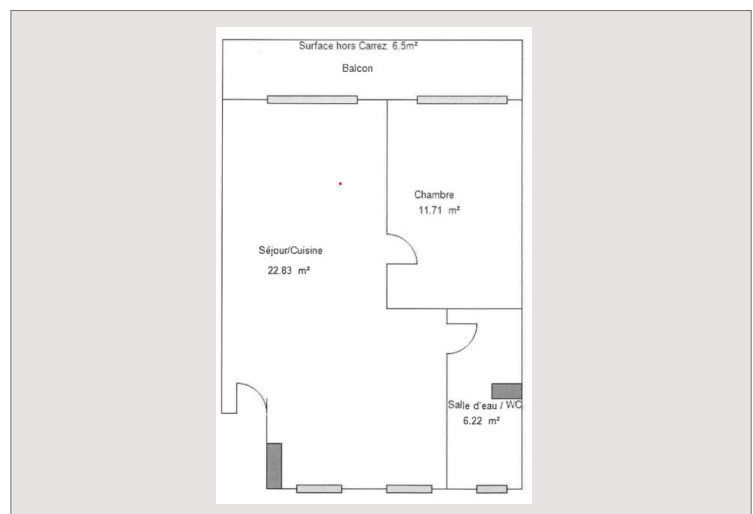 Surface hors Carrez: 6.5m²
Balcon
Chambre
11.71 m²
Séjour/Cuisine
22.83 m²
Salle d'eau / WC
6.22 m²